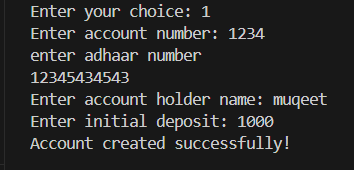 Enter your choice: 1
Enter account number: 1234
enter adhaar number
12345434543
Enter account holder name: muqeet
Enter initial deposit: 1000
Account created successfully!